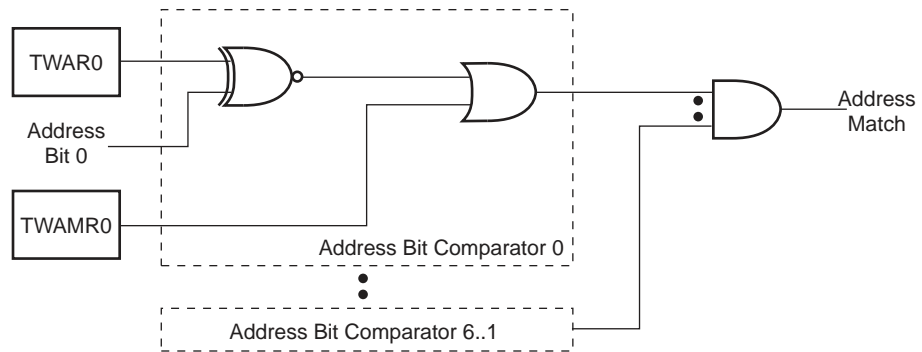 TWAR0
Address
Bit 0
TWAMR0
Address Bit Comparator 0
Address Bit Comparator 6..1
Address
Match